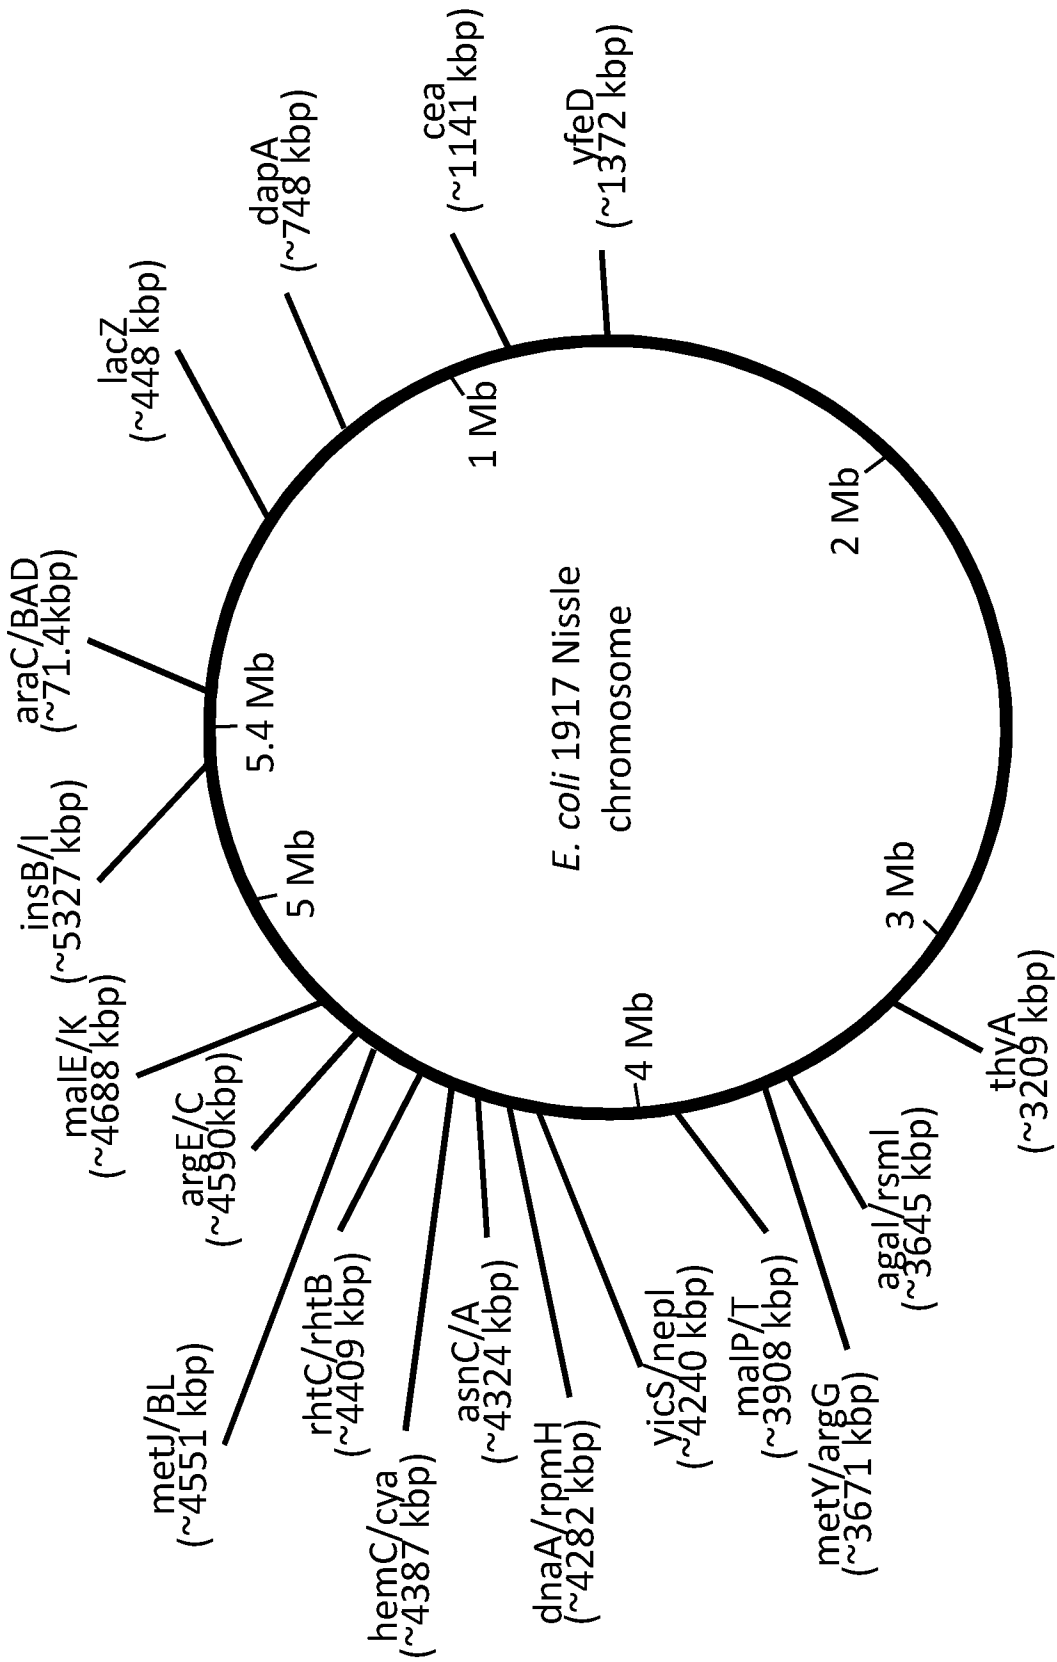 araC/BAD
(~71.4kbp)
lacZ
(~448 kbp)
dapA
(~748 kbp)
cea
(~1141 kbp)
yfeD
(~1372 kbp)
thyA
(~3209 kbp)
agaI/rsmI
(~3645 kbp)
metY/argG
(~3671 kbp)
malP/T
(~3908 kbp)
yicS/nepI
(~4240 kbp)
dnaA/rpmH
(~4282 kbp)
asnC/A
(~4324 kbp)
hemC/cya
(~4387 kbp)
rhtC/rhtB
(~4409 kbp)
metJ/BL
(~4551 kbp)
argE/C
(~4590kbp)
malE/K
(~4688 kbp)
insB/I
(~5327 kbp)
5.4 Mb
1 Mb
2 Mb
3 Mb
4 Mb
5 Mb
E. coli 1917 Nissle
chromosome